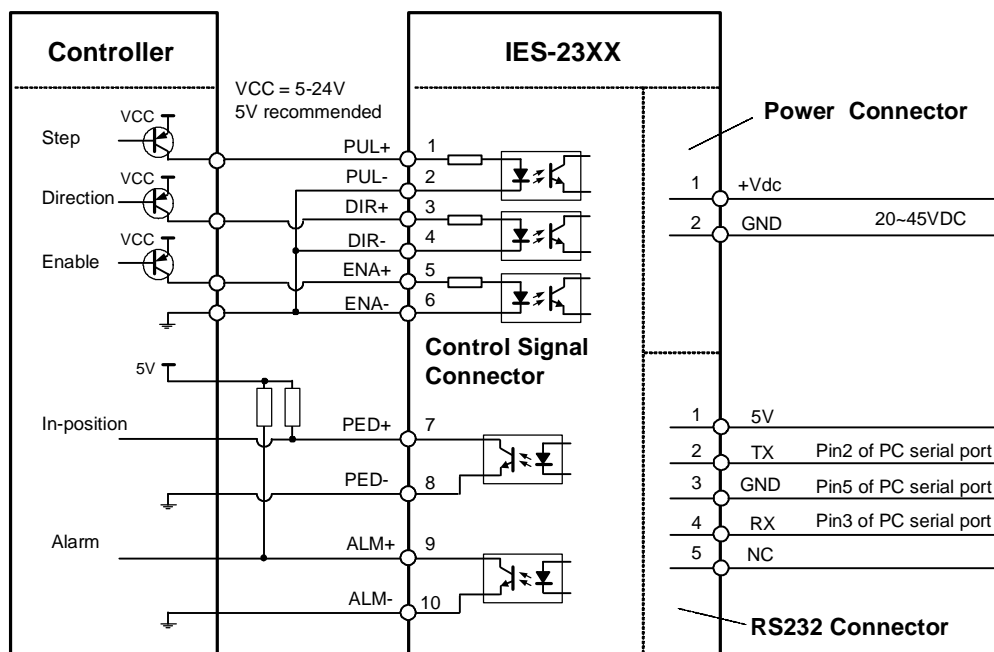 Controller
IES-23XX
VCC = 5-24V
5V recommended
Power Connector
Step
VCC
PUL+
1
PUL-
2
Direction
VCC
DIR+
3
DIR-
4
Enable
VCC
ENA+
5
ENA-
6
1
+Vdc
2
GND
20~45VDC
Control Signal
Connector
5V
In-position
PED+
7
PED-
8
Alarm
ALM+
9
ALM-
10
1
5V
2
TX
Pin2 of PC serial port
3
GND
Pin5 of PC serial port
4
RX
Pin3 of PC serial port
5
NC
RS232 Connector